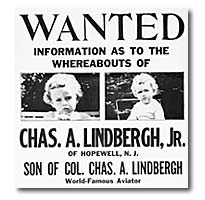 WANTED
INFORMATION AS TO THE
WHEREABOUTS OF
CHAS. A. LINDBERGH, JR.
OF HOPEWELL, N. J.
SON OF COL. CHAS. A. LINDBERGH
World-Famous Aviator